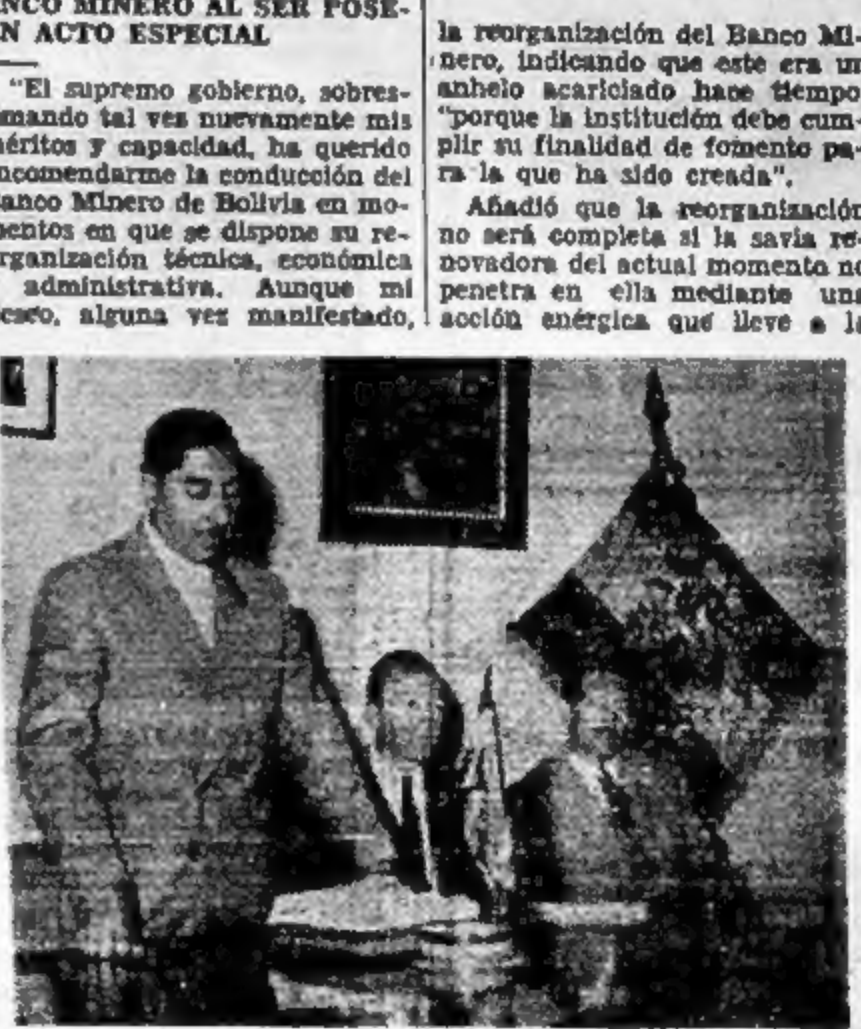 ANCO MINERO AL SER POSE-
N ACTO ESPECIAL
"El supremo gobierno, sobres-
mando tal vez nuevamente mis
méritos y capacidad, ha querido
ncomendarme la conducción del
anco Minero de Bolivia en mo-
mentos en que se dispone su re-
rganización técnica, económica
administrativa. Aunque mi
eseo, alguna vez manifestado,
la reorganización del Banco Mi-
nero, indicando que este era un
anhelo acariciado hace tiempo
"porque la institución debe cum-
plir su finalidad de fomento pa-
ra la que ha sido creada".
Añadió que la reorganización
no será completa si la savia re-
novadora del actual momento no
penetra en ella mediante una
acción enérgica que lleve a la